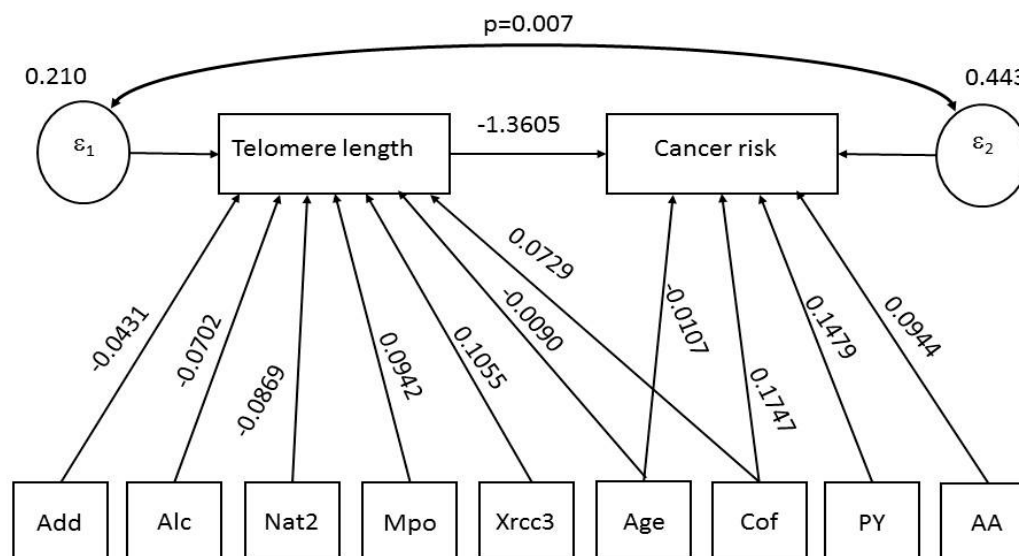 p=0.007
0.210
0.443
ε1
Telomere length
-1.3605
Cancer risk
ε2
-0.0431
-0.0702
-0.0869
0.0942
0.1055
-0.0090
0.0729
-0.0107
0.1747
0.1479
0.0944
Add
Alc
Nat2
Mpo
Xrcc3
Age
Cof
PY
AA